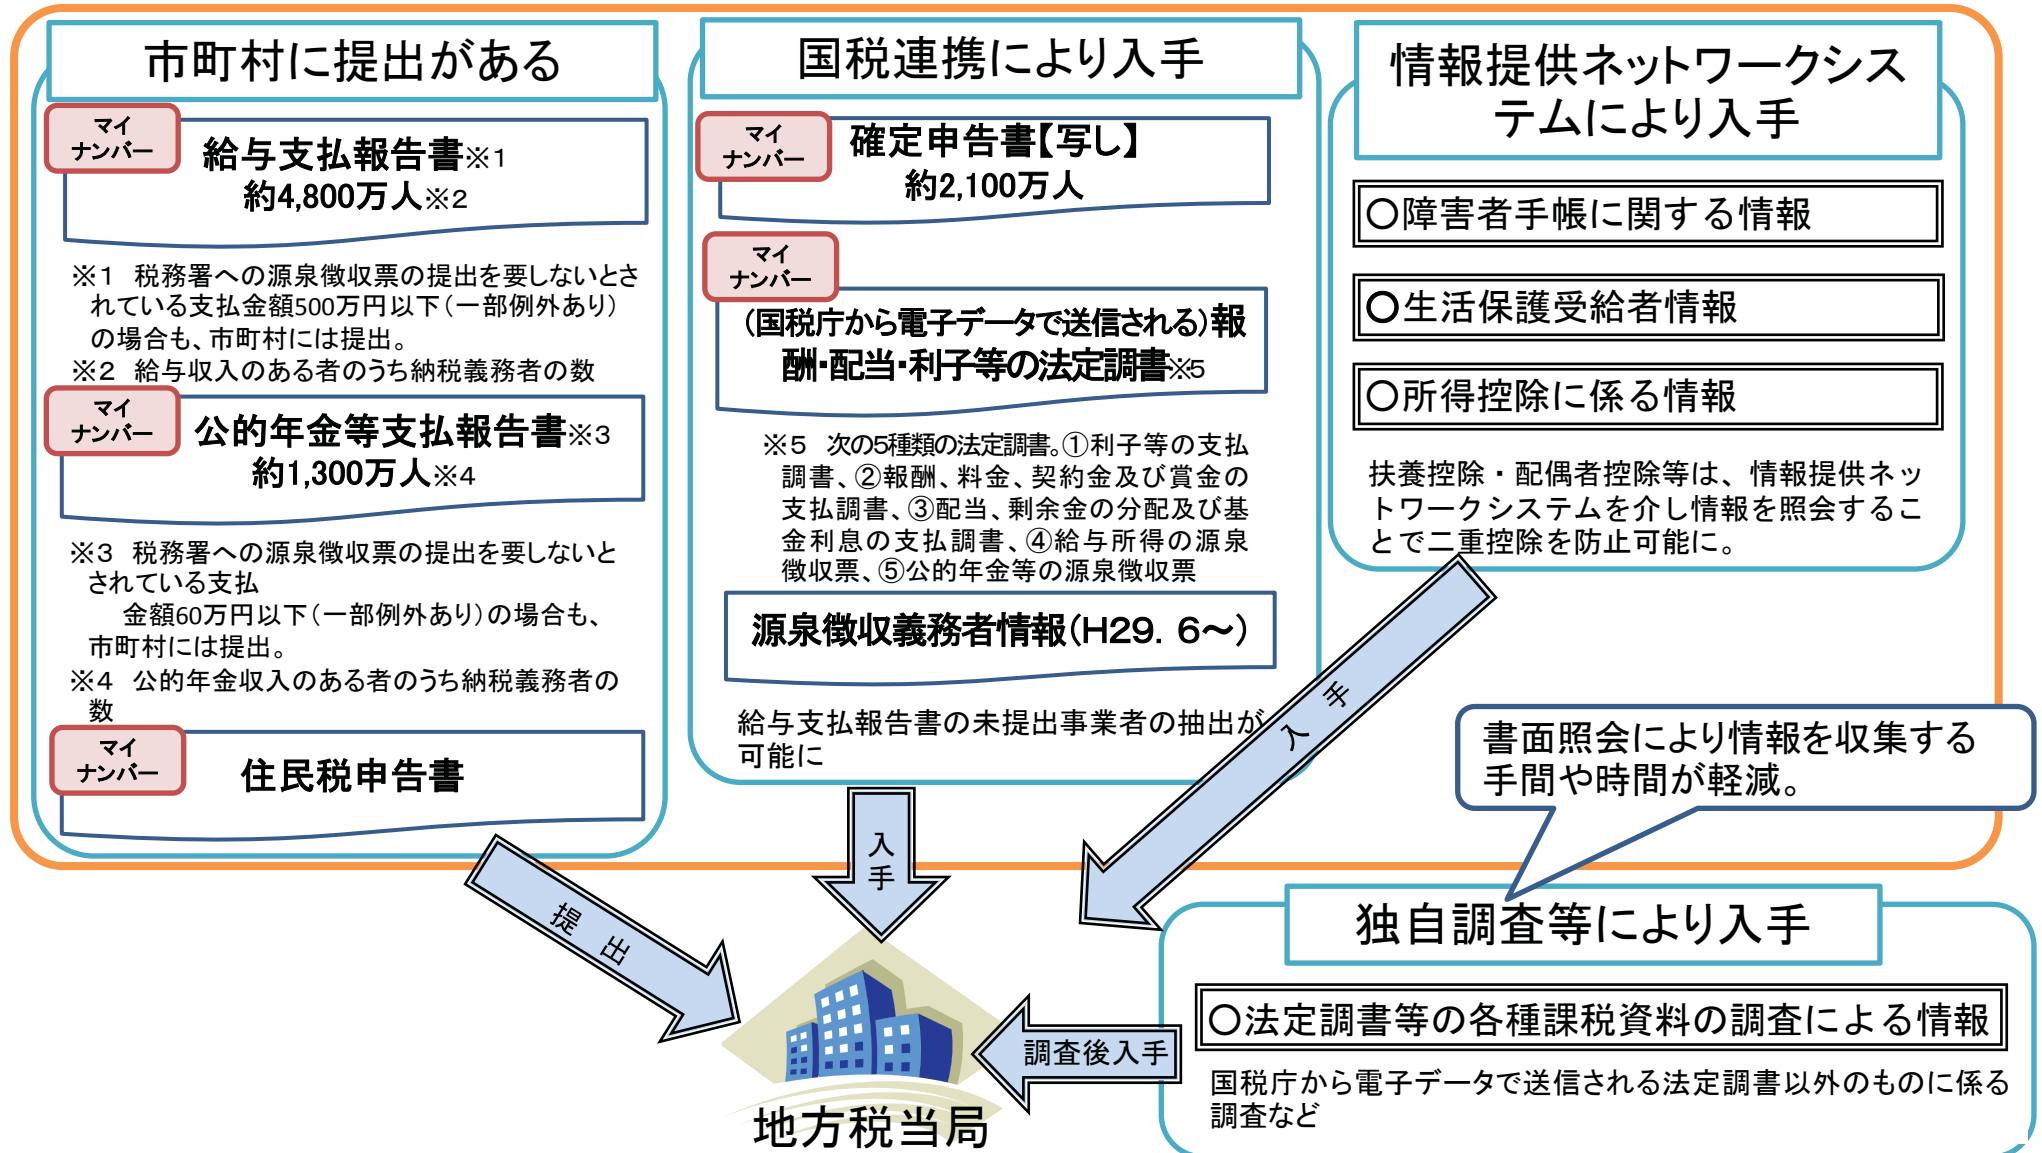 市町村に提出がある
マイ
ナンバー
給与支払報告書※1
約4,800万人※2
※1 税務署への源泉徴収票の提出を要しないとさ
れている支払金額500万円以下(一部例外あり)
の場合も、市町村には提出。
※2 給与収入のある者のうち納税義務者の数
マイ
ナンバー
公的年金等支払報告書※3
約1,300万人※4
※3 税務署への源泉徴収票の提出を要しないと
されている支払
金額60万円以下(一部例外あり)の場合も、
市町村には提出。
※4 公的年金収入のある者のうち納税義務者の
数
マイ
ナンバー
住民税申告書
国税連携により入手
マイ
ナンバー
確定申告書【写し】
約2,100万人
マイ
ナンバー
(国税庁から電子データで送信される)報
酬・配当・利子等の法定調書※5
※5 次の5種類の法定調書。①利子等の支払
調書、②報酬、料金、契約金及び賞金の
支払調書、③配当、剰余金の分配及び基
金利息の支払調書、④給与所得の源泉
徴収票、⑤公的年金等の源泉徴収票
源泉徴収義務者情報(H29.6~)
給与支払報告書の未提出事業者の抽出が
可能に
情報提供ネットワークシス
テムにより入手
〇障害者手帳に関する情報
〇生活保護受給者情報
〇所得控除に係る情報
扶養控除・配偶者控除等は、情報提供ネッ
トワークシステムを介し情報を照会するこ
とで二重控除を防止可能に。
入手
書面照会により情報を収集する
手間や時間が軽減。
提出
入
手
独自調査等により入手
〇法定調書等の各種課税資料の調査による情報
国税庁から電子データで送信される法定調書以外のものに係る
調査など
調査後入手
地方税当局